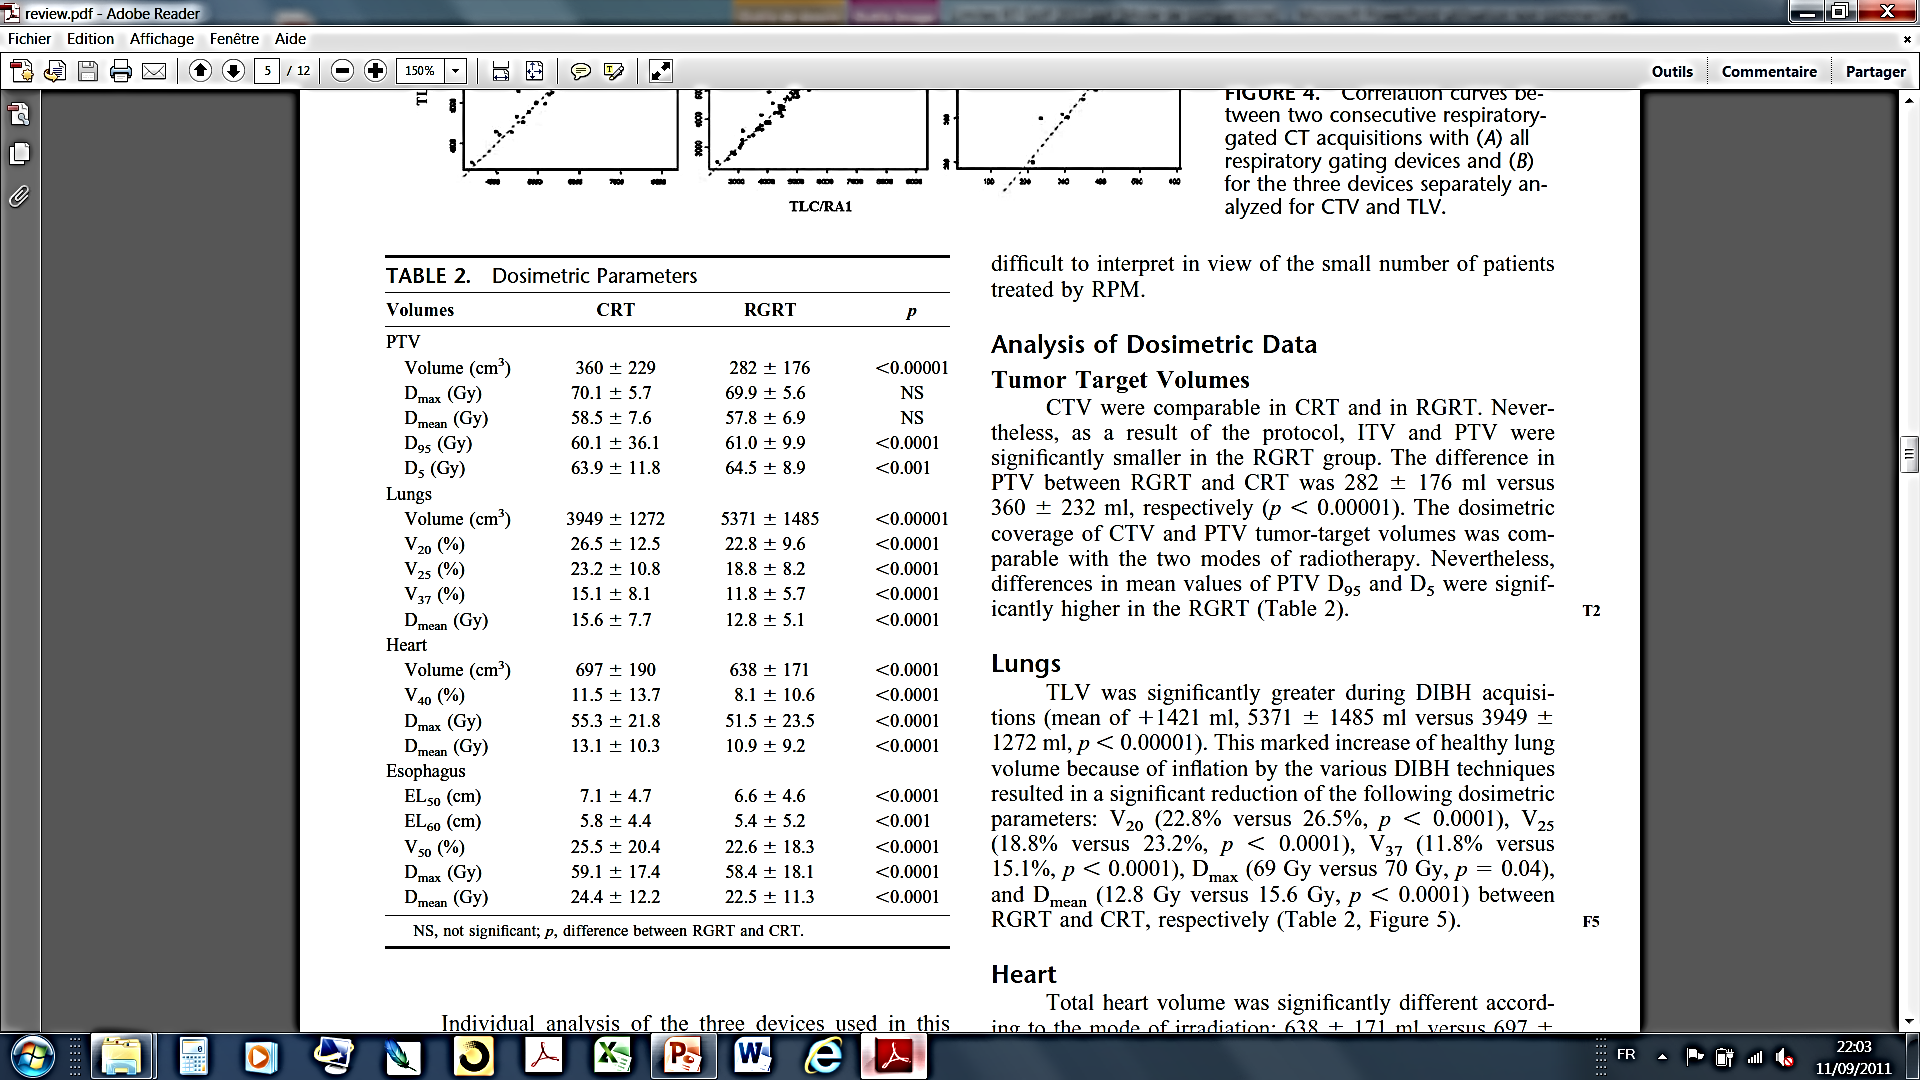 review.pdf - Adobe Reader
Fichier Edition Affichage Fenêtre Aide
5 / 12 150% Outils Commentaire Partager
TLC/RA1
FIGURE 4. Correlation curves be-
tween two consecutive respiratory-
gated CT acquisitions with (A) all
respiratory gating devices and (B)
for the three devices separately an-
alyzed for CTV and TLV.
TABLE 2. Dosimetric Parameters
Volumes CRT RGRT p
PTV
Volume (cm³) 360 ± 229 282 ± 176 <0.00001
Dmax (Gy) 70.1 ± 5.7 69.9 ± 5.6 NS
Dmean (Gy) 58.5 ± 7.6 57.8 ± 6.9 NS
D95 (Gy) 60.1 ± 36.1 61.0 ± 9.9 <0.0001
D5 (Gy) 63.9 ± 11.8 64.5 ± 8.9 <0.001
Lungs
Volume (cm³) 3949 ± 1272 5371 ± 1485 <0.00001
V20 (%) 26.5 ± 12.5 22.8 ± 9.6 <0.0001
V25 (%) 23.2 ± 10.8 18.8 ± 8.2 <0.0001
V37 (%) 15.1 ± 8.1 11.8 ± 5.7 <0.0001
Dmean (Gy) 15.6 ± 7.7 12.8 ± 5.1 <0.0001
Heart
Volume (cm³) 697 ± 190 638 ± 171 <0.0001
V40 (%) 11.5 ± 13.7 8.1 ± 10.6 <0.0001
Dmax (Gy) 55.3 ± 21.8 51.5 ± 23.5 <0.0001
Dmean (Gy) 13.1 ± 10.3 10.9 ± 9.2 <0.0001
Esophagus
EL50 (cm) 7.1 ± 4.7 6.6 ± 4.6 <0.0001
EL60 (cm) 5.8 ± 4.4 5.4 ± 5.2 <0.001
V50 (%) 25.5 ± 20.4 22.6 ± 18.3 <0.0001
Dmax (Gy) 59.1 ± 17.4 58.4 ± 18.1 <0.0001
Dmean (Gy) 24.4 ± 12.2 22.5 ± 11.3 <0.0001
NS, not significant; p, difference between RGRT and CRT.
Individual analysis of the three devices used in this
difficult to interpret in view of the small number of patients
treated by RPM.
Analysis of Dosimetric Data
Tumor Target Volumes
CTV were comparable in CRT and in RGRT. Never-
theless, as a result of the protocol, ITV and PTV were
significantly smaller in the RGRT group. The difference in
PTV between RGRT and CRT was 282 ± 176 ml versus
360 ± 232 ml, respectively (p < 0.00001). The dosimetric
coverage of CTV and PTV tumor-target volumes was com-
parable with the two modes of radiotherapy. Nevertheless,
differences in mean values of PTV D95 and D5 were signif-
icantly higher in the RGRT (Table 2).
T2
Lungs
TLV was significantly greater during DIBH acquisi-
tions (mean of +1421 ml, 5371 ± 1485 ml versus 3949 ±
1272 ml, p < 0.00001). This marked increase of healthy lung
volume because of inflation by the various DIBH techniques
resulted in a significant reduction of the following dosimetric
parameters: V20 (22.8% versus 26.5%, p < 0.0001), V25
(18.8% versus 23.2%, p < 0.0001), V37 (11.8% versus
15.1%, p < 0.0001), Dmax (69 Gy versus 70 Gy, p = 0.04),
and Dmean (12.8 Gy versus 15.6 Gy, p < 0.0001) between
RGRT and CRT, respectively (Table 2, Figure 5).
F5
Heart
Total heart volume was significantly different accord-
ing to the mode of irradiation: 638 ± 171 ml versus 697 ±
FR
22:03
11/09/2011